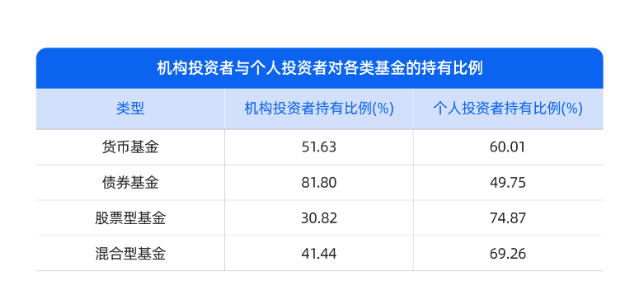 机构投资者与个人投资者对各类基金的持有比例
类型 机构投资者持有比例(%) 个人投资者持有比例(%)
货币基金 51.63 60.01
债券基金 81.80 49.75
股票型基金 30.82 74.87
混合型基金 41.44 69.26